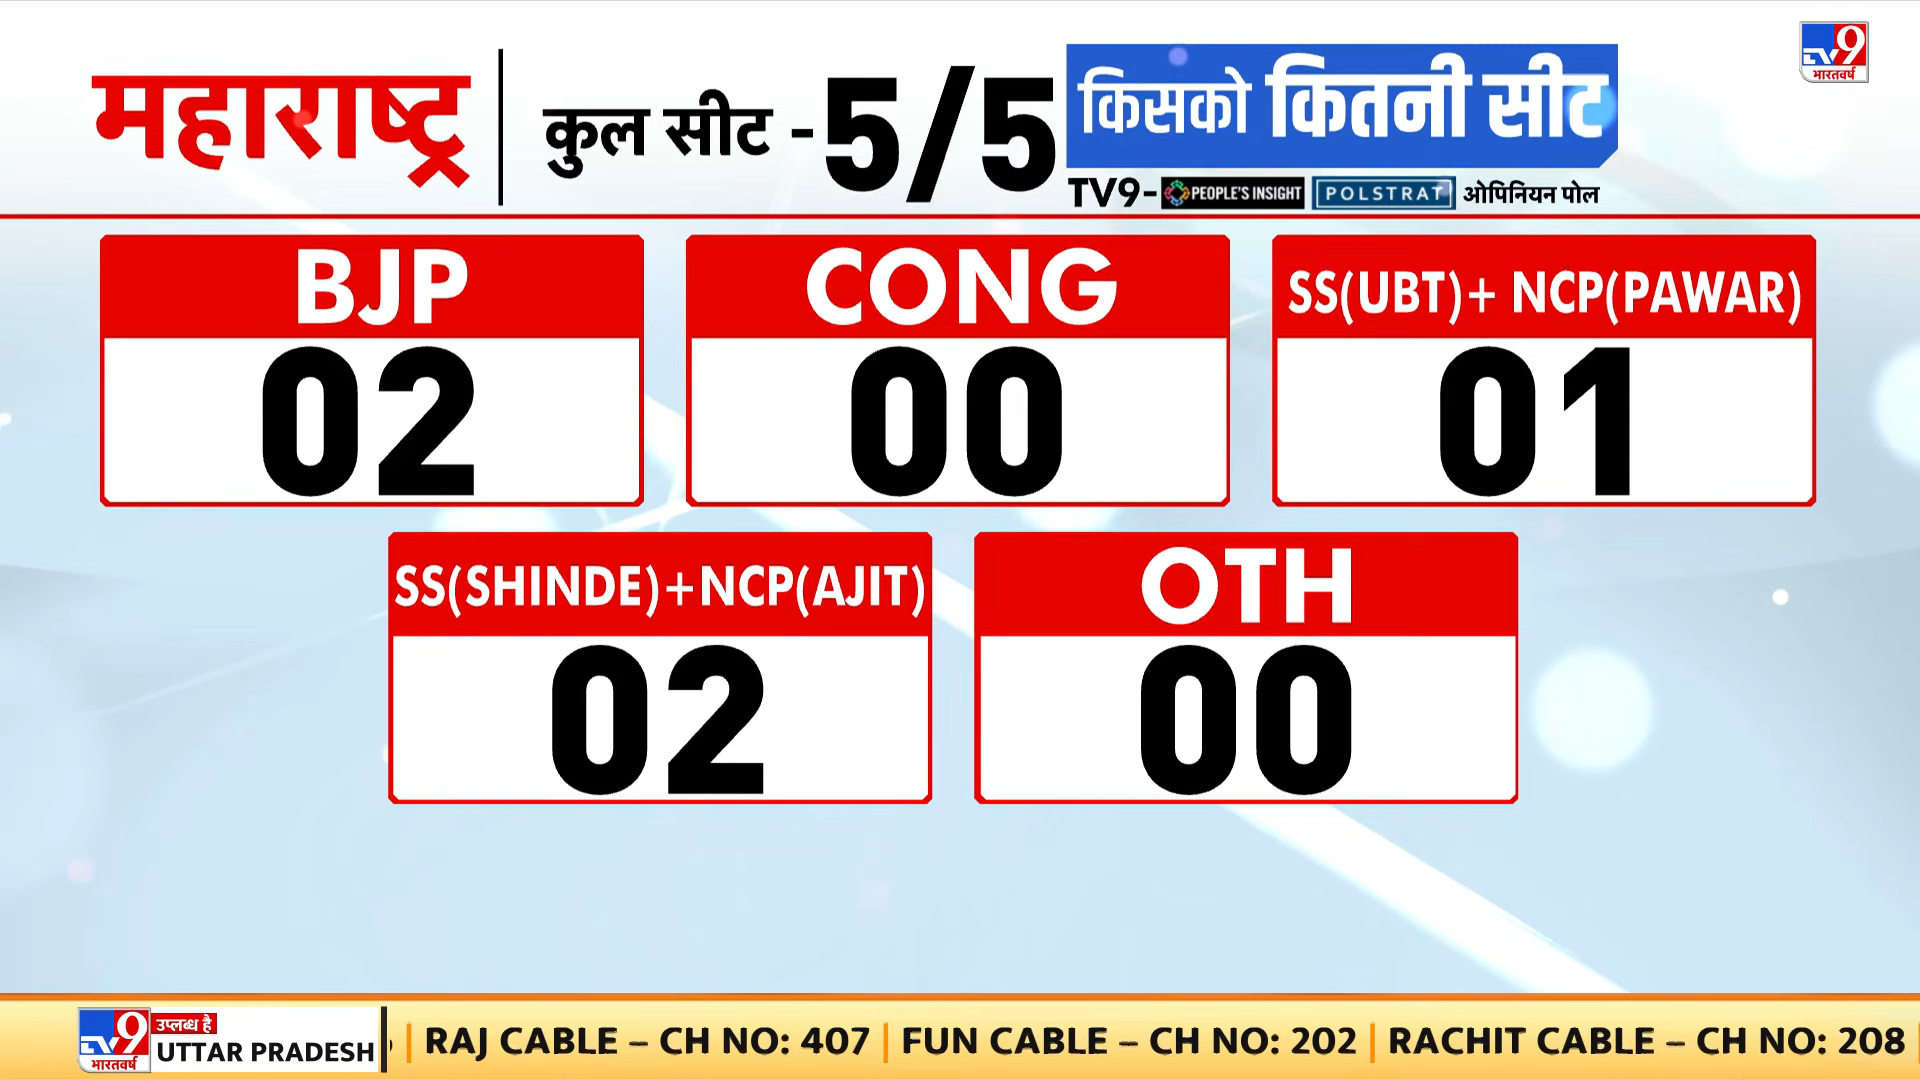 महाराष्ट्र
कुल सीट - 5/5
किसको कितनी सीट
TV9
भारतवर्ष
TV9- PEOPLE'S INSIGHT POLSTRAT ओपिनियन पोल
BJP
02
CONG
00
SS(UBT)+ NCP(PAWAR)
01
SS(SHINDE)+NCP(AJIT)
02
OTH
00
TV9
भारतवर्ष
उपलब्ध है
UTTAR PRADESH
| RAJ CABLE – CH NO: 407 | FUN CABLE – CH NO: 202 | RACHIT CABLE – CH NO: 208 |